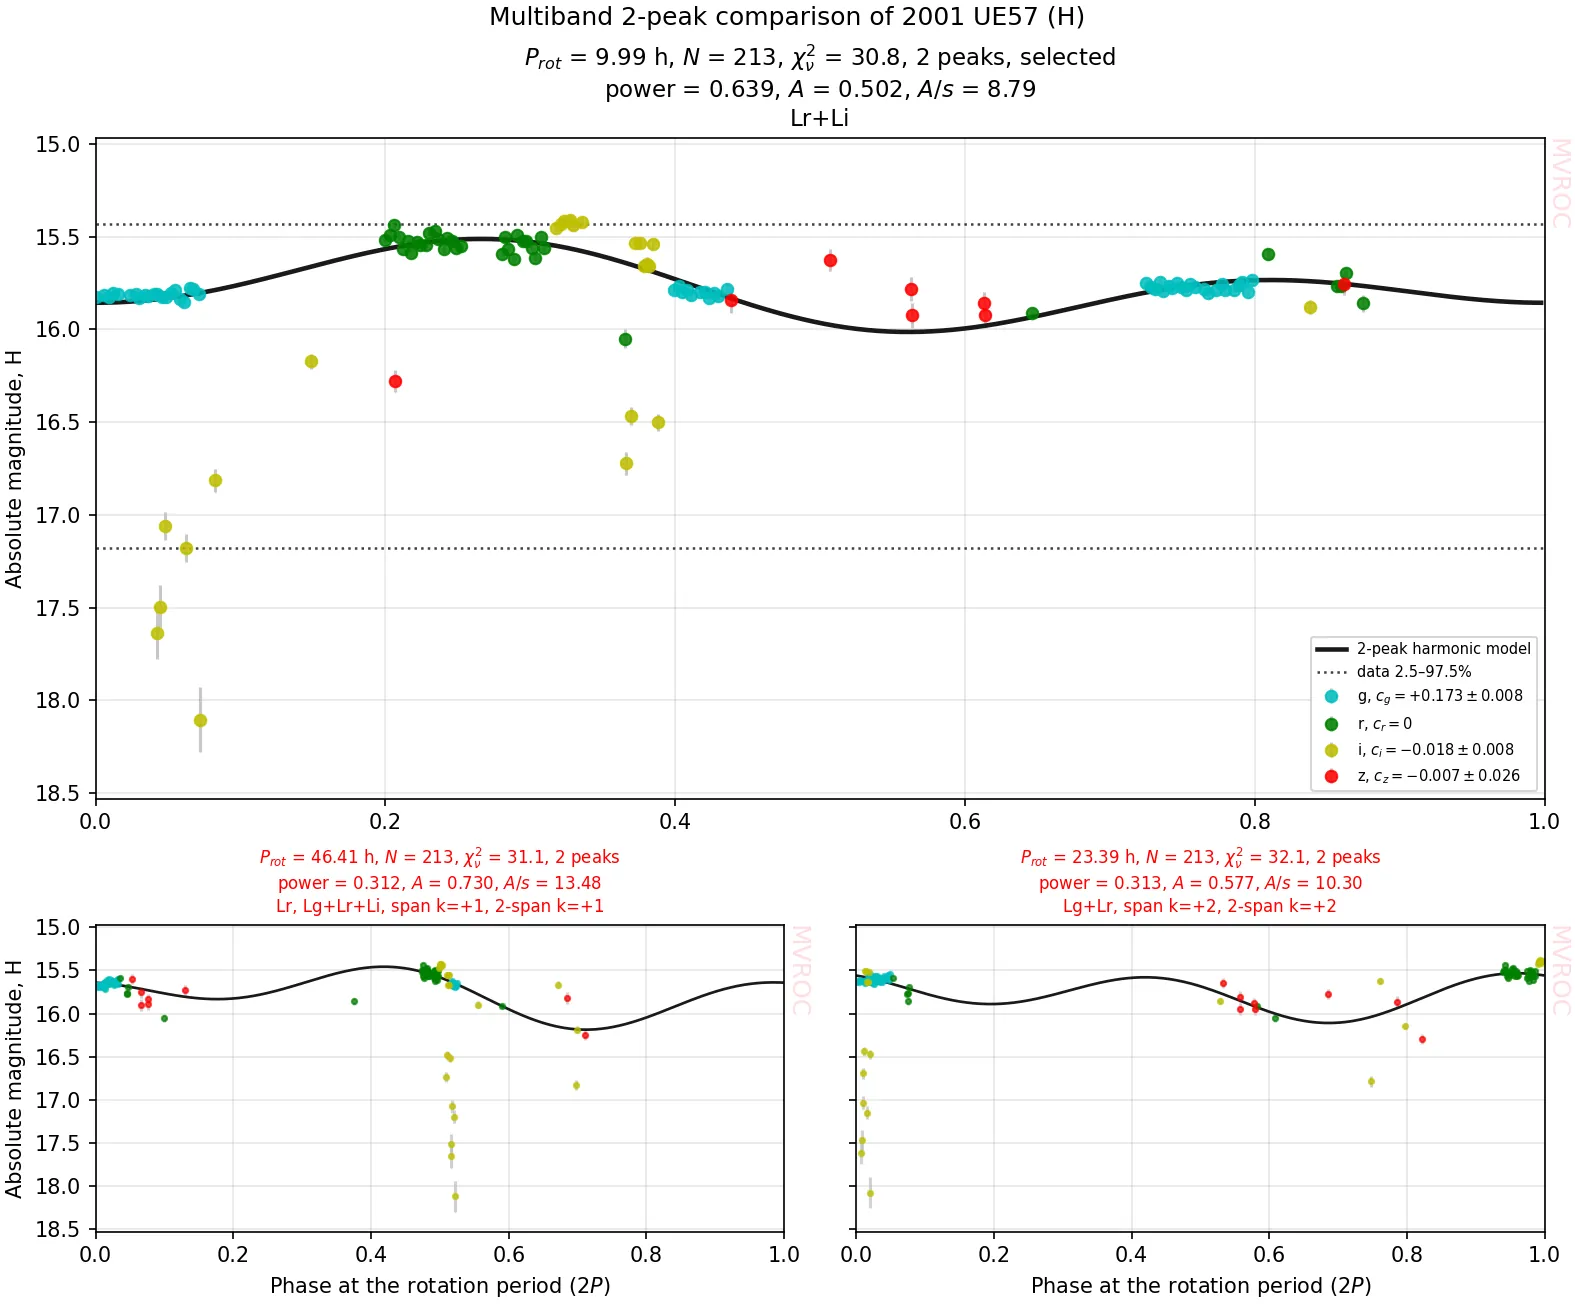 Multiband 2-peak comparison of 2001 UE57 (H)
P_rot = 9.99 h, N = 213, χ²_ν = 30.8, 2 peaks, selected
power = 0.639, A = 0.502, A/s = 8.79
Lr+Li
Absolute magnitude, H
15.0
15.5
16.0
16.5
17.0
17.5
18.0
18.5
0.0
0.2
0.4
0.6
0.8
1.0
2-peak harmonic model
data 2.5–97.5%
g, c_g = +0.173 ± 0.008
r, c_r = 0
i, c_i = −0.018 ± 0.008
z, c_z = −0.007 ± 0.026
MVROC
P_rot = 46.41 h, N = 213, χ²_ν = 31.1, 2 peaks
power = 0.312, A = 0.730, A/s = 13.48
Lr, Lg+Lr+Li, span k=+1, 2-span k=+1
Absolute magnitude, H
15.0
15.5
16.0
16.5
17.0
17.5
18.0
18.5
0.0
0.2
0.4
0.6
0.8
1.0
Phase at the rotation period (2P)
MVROC
P_rot = 23.39 h, N = 213, χ²_ν = 32.1, 2 peaks
power = 0.313, A = 0.577, A/s = 10.30
Lg+Lr, span k=+2, 2-span k=+2
0.0
0.2
0.4
0.6
0.8
1.0
Phase at the rotation period (2P)
MVROC